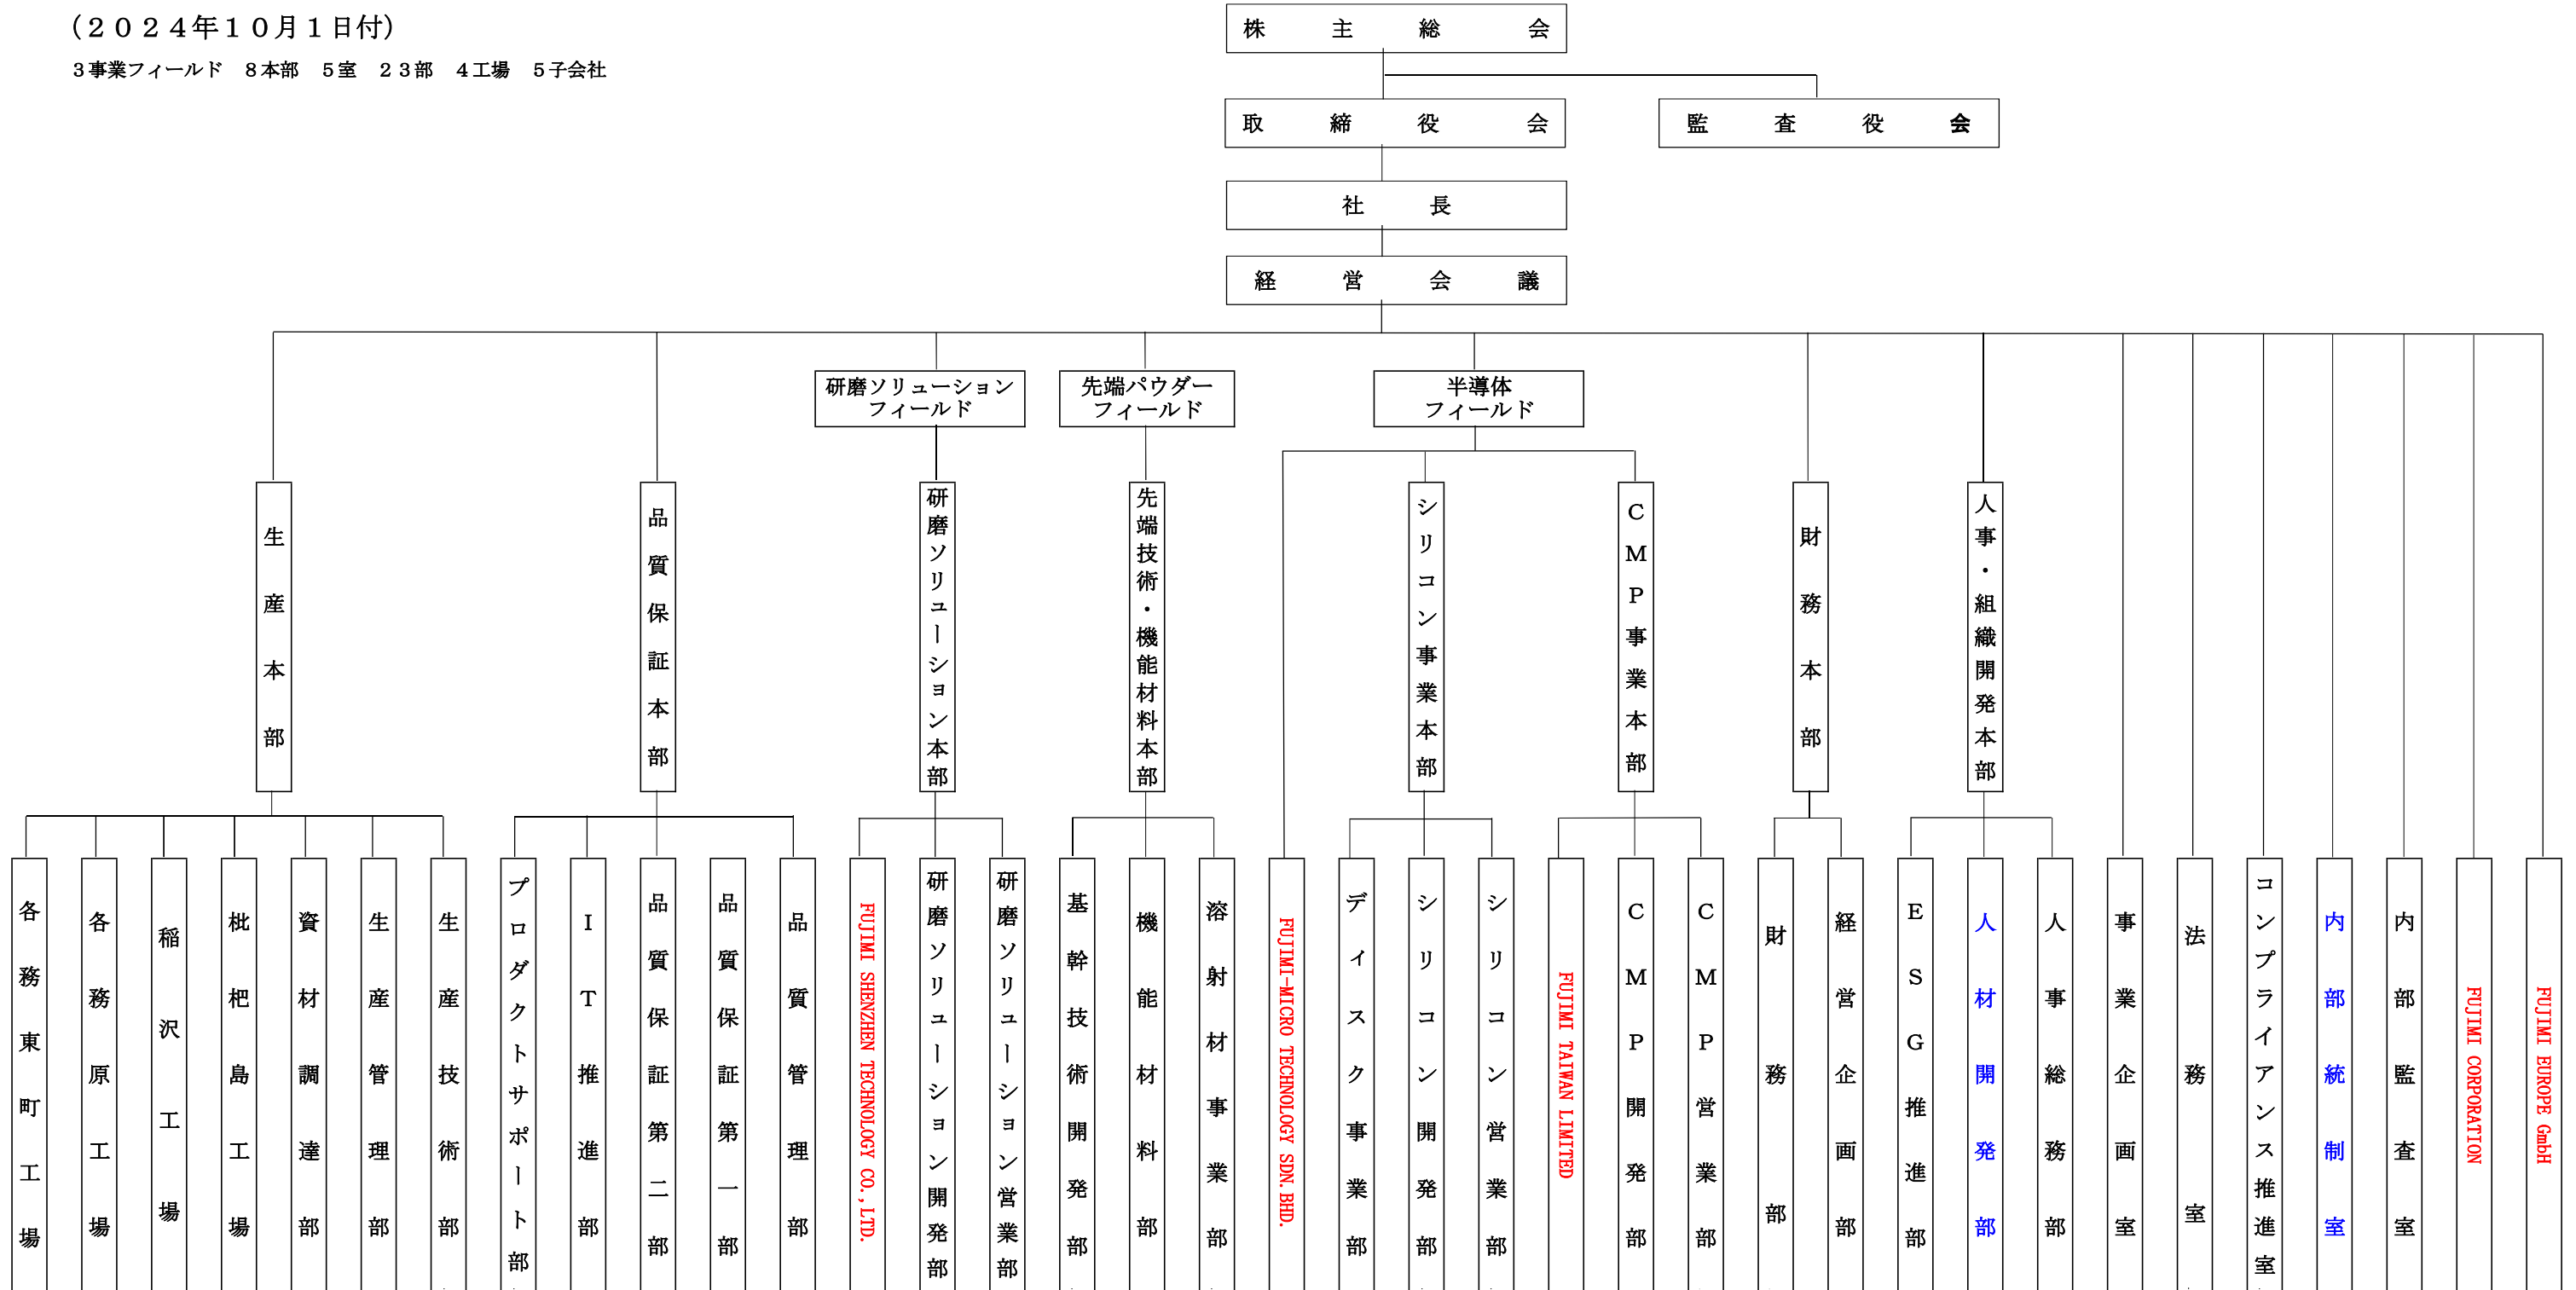 （２０２４年１０月１日付）
３事業フィールド　８本部　５室　２３部　４工場　５子会社
株主総会
取締役会
監査役会
社長
経営会議
研磨ソリューション
フィールド
先端パウダー
フィールド
半導体
フィールド
生産本部
品質保証本部
研磨ソリューション本部
先端技術・機能材料本部
シリコン事業本部
ＣＭＰ事業本部
財務本部
人事・組織開発本部
各務東町工場
各務原工場
稲沢工場
枇杷島工場
資材調達部
生産管理部
生産技術部
プロダクトサポート部
ＩＴ推進部
品質保証第二部
品質保証第一部
品質管理部
FUJIMI SHENZHEN TECHNOLOGY CO.,LTD.
研磨ソリューション開発部
研磨ソリューション営業部
基幹技術開発部
機能材料部
溶射材事業部
FUJIMI-MICRO TECHNOLOGY SDN.BHD.
ディスク事業部
シリコン開発部
シリコン営業部
FUJIMI TAIWAN LIMITED
ＣＭＰ開発部
ＣＭＰ営業部
財務部
経営企画部
ＥＳＧ推進部
人材開発部
人事総務部
事業企画室
法務室
コンプライアンス推進室
内部統制室
内部監査室
FUJIMI CORPORATION
FUJIMI EUROPE GmbH